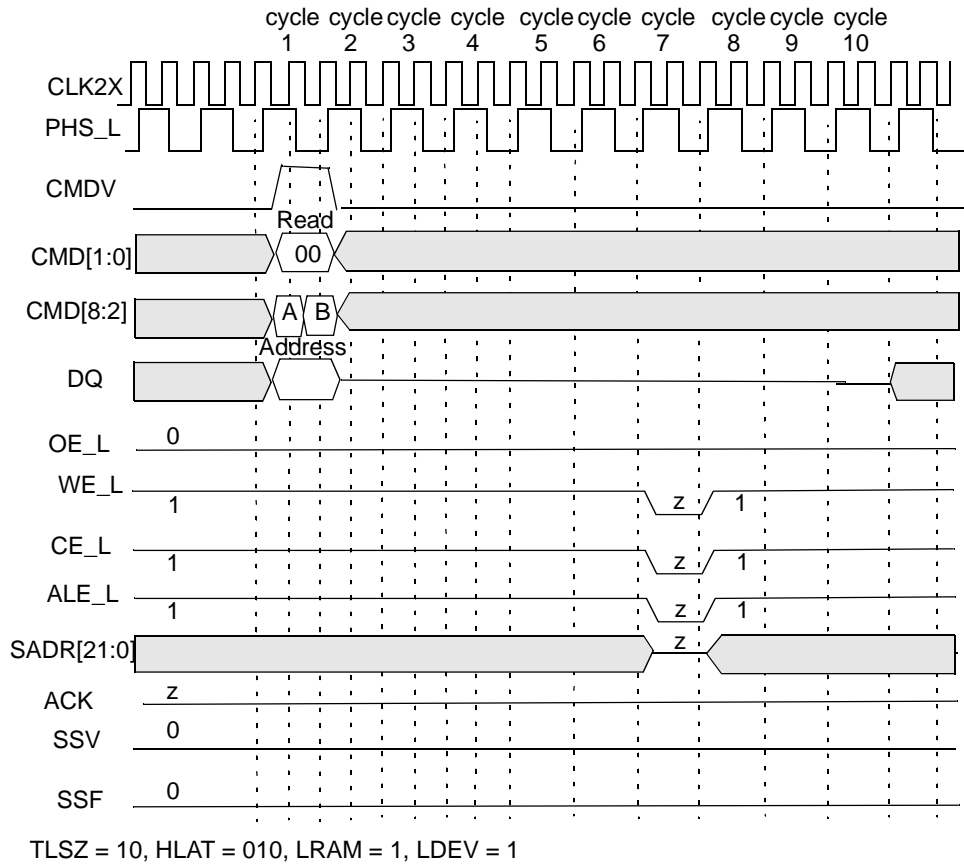 cycle cycle cycle cycle cycle cycle cycle cycle cycle cycle
1 2 3 4 5 6 7 8 9 10
CLK2X
PHS_L
CMDV
Read
CMD[1:0] 00
CMD[8:2] A B
Address
DQ
OE_L 0
WE_L 1 z 1
CE_L 1 z 1
ALE_L 1 z 1
SADR[21:0] z
ACK z
SSV 0
SSF 0
TLSZ = 10, HLAT = 010, LRAM = 1, LDEV = 1